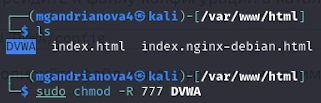 (mgandrianova4㉿kali)-[/var/www/html]
$ ls
DVWA index.html index.nginx-debian.html
(mgandrianova4㉿kali)-[/var/www/html]
$ sudo chmod -R 777 DVWA